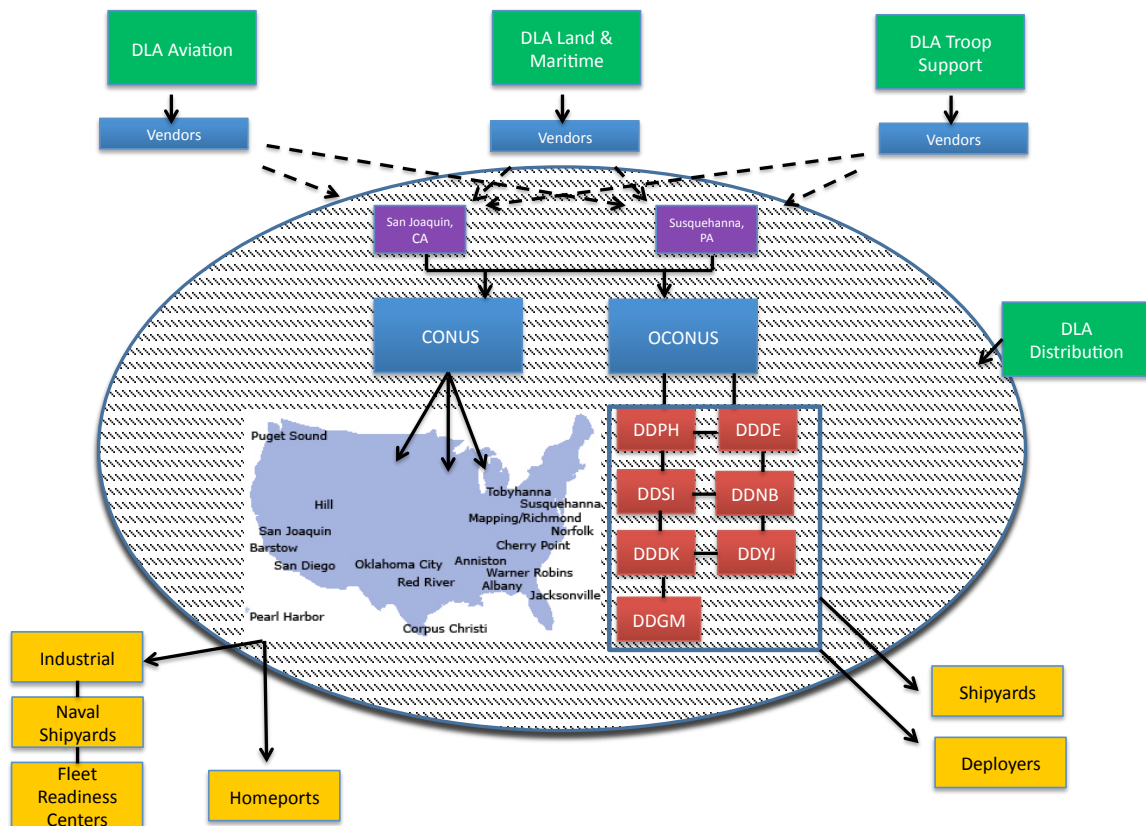 DLA Aviation
DLA Land &
Maritime
DLA Troop
Support
Vendors
Vendors
Vendors
San Joaquin,
CA
Susquehanna,
PA
CONUS
OCONUS
DLA
Distribution
Puget Sound
Hill
San Joaquin
Barstow
San Diego
Oklahoma City
Red River
Tobyhanna
Susquehanna
Mapping/Richmond
Norfolk
Cherry Point
Anniston
Warner Robins
Albany
Jacksonville
Pearl Harbor
Corpus Christi
DDPH
DDDE
DDSI
DDNB
DDDK
DDYJ
DDGM
Industrial
Naval
Shipyards
Fleet
Readiness
Centers
Homeports
Shipyards
Deployers